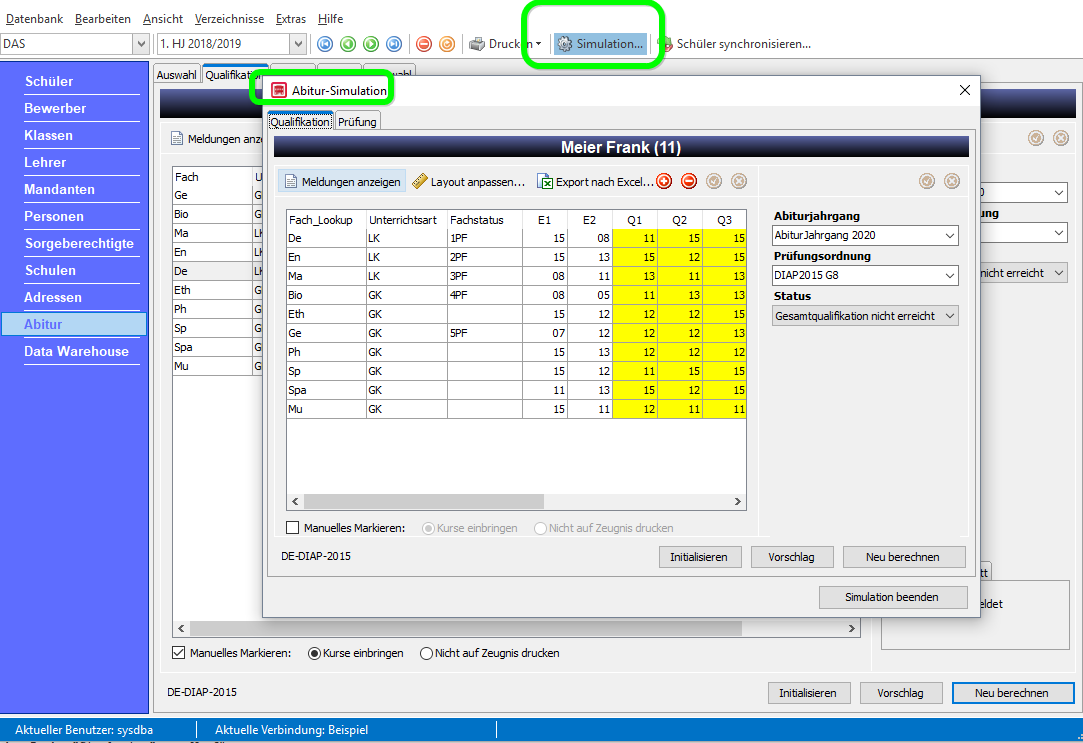 Datenbank Bearbeiten Ansicht Verzeichnisse Extras Hilfe
DAS 1. HJ 2018/2019 Drucken Simulation... Schüler synchronisieren...
Schüler
Bewerber
Klassen
Lehrer
Mandanten
Personen
Sorgeberechtigte
Schulen
Adressen
Abitur
Data Warehouse
Auswahl Qualifikation
Meldungen
Fach
Ge
Bio
Ma
En
De
Eth
Ph
Sp
Spa
Mu
Abitur-Simulation
Qualifikation Prüfung
Meier Frank (11)
Meldungen anzeigen Layout anpassen... Export nach Excel...
Fach_Lookup Unterrichtsart Fachstatus E1 E2 Q1 Q2 Q3
De LK 1PF 15 08 11 15 15
En LK 2PF 15 13 15 12 15
Ma LK 3PF 08 11 13 11 13
Bio GK 4PF 08 05 11 13 13
Eth GK 15 12 12 12 15
Ge GK 5PF 07 12 12 12 13
Ph GK 15 13 12 12 12
Sp GK 15 12 11 15 15
Spa GK 11 13 15 12 15
Mu GK 15 11 12 11 11
Abiturjahrgang
AbiturJahrgang 2020
Prüfungsordnung
DIAP2015 G8
Status
Gesamtqualifikation nicht erreicht
nicht erreicht
Manuelles Markieren: Kurse einbringen Nicht auf Zeugnis drucken
DE-DIAP-2015 Initialisieren Vorschlag Neu berechnen
Simulation beenden
Manuelles Markieren: Kurse einbringen Nicht auf Zeugnis drucken
DE-DIAP-2015 Initialisieren Vorschlag Neu berechnen
Aktueller Benutzer: sysdba Aktuelle Verbindung: Beispiel